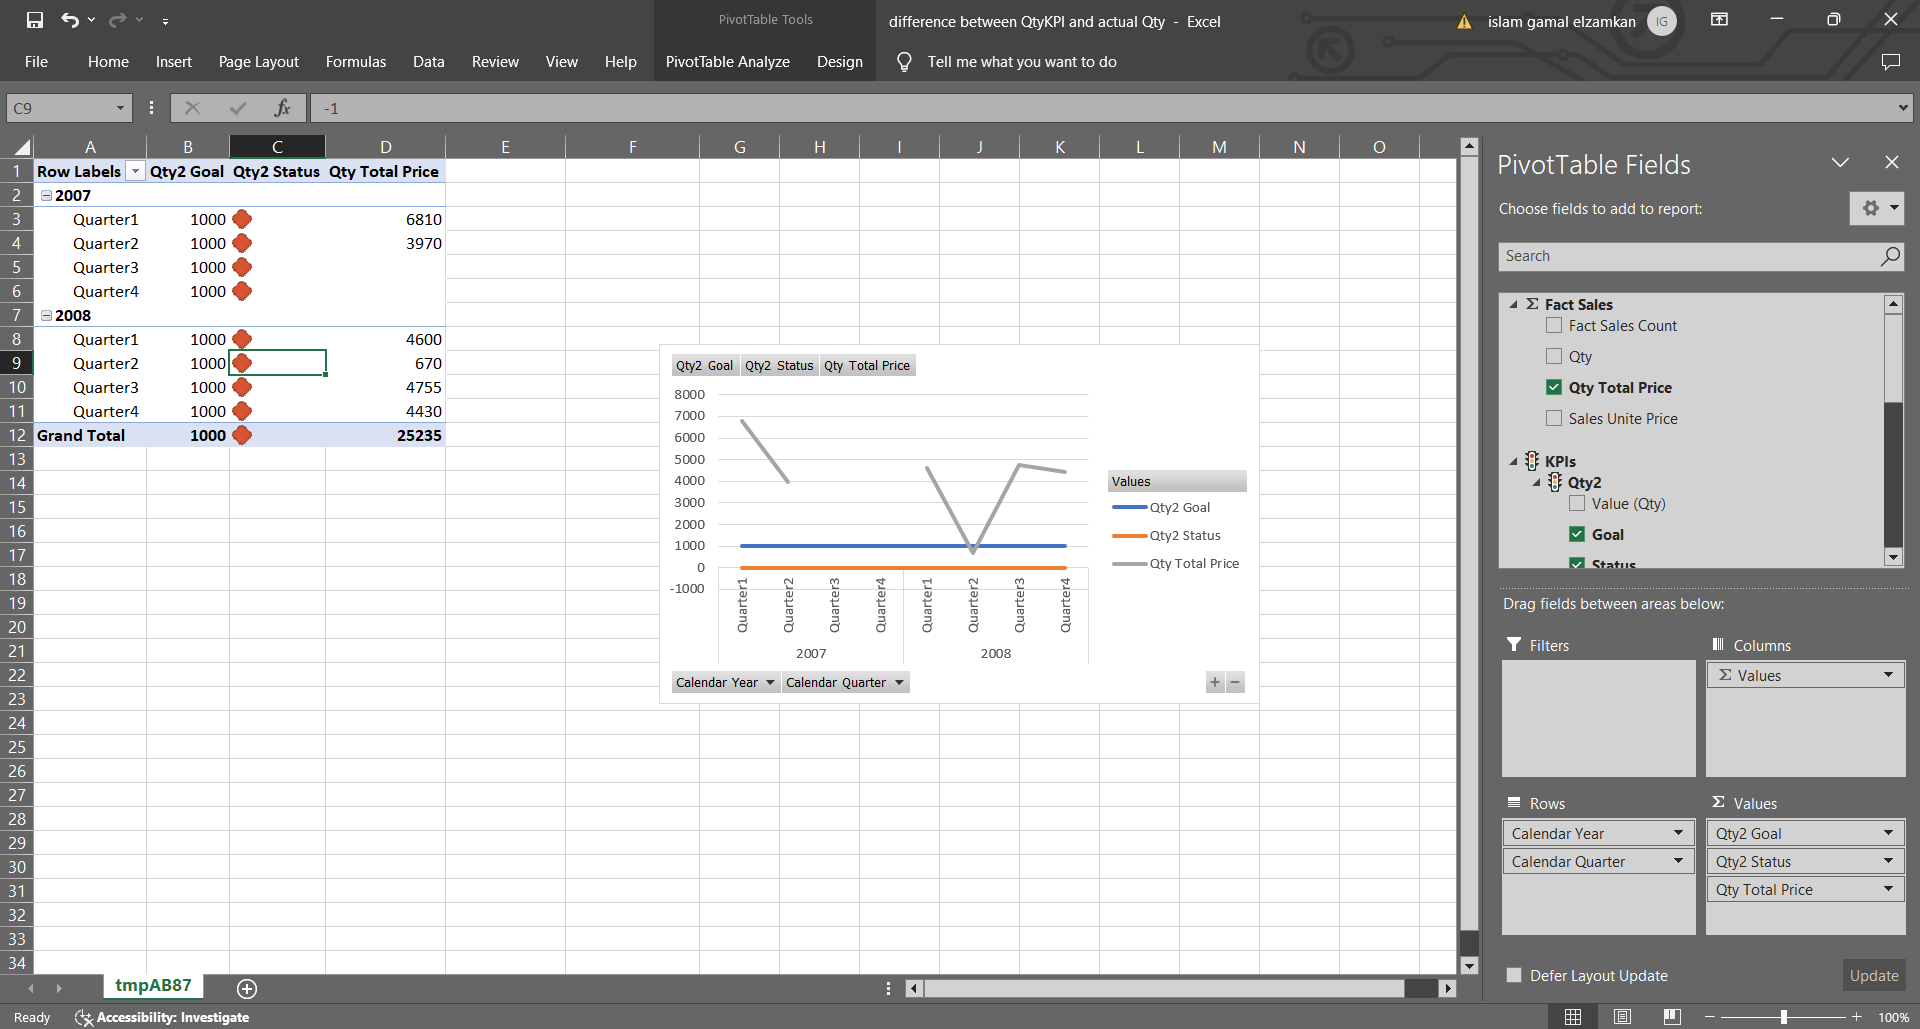 PivotTable Tools
difference between QtyKPI and actual Qty - Excel
islam gamal elzamkan
IG
File Home Insert Page Layout Formulas Data Review View Help PivotTable Analyze Design Tell me what you want to do
C9 fx -1
A B C D E F G H I J K L M N O
1 Row Labels Qty2 Goal Qty2 Status Qty Total Price
2 2007
3 Quarter1 1000 6810
4 Quarter2 1000 3970
5 Quarter3 1000
6 Quarter4 1000
7 2008
8 Quarter1 1000 4600
9 Quarter2 1000 670
10 Quarter3 1000 4755
11 Quarter4 1000 4430
12 Grand Total 1000 25235
13
14
15
16
17
18
19
20
21
22
23
24
25
26
27
28
29
30
31
32
33
34
Qty2 Goal Qty2 Status Qty Total Price
8000
7000
6000
5000
4000
3000
2000
1000
0
-1000
Quarter1 Quarter2 Quarter3 Quarter4 Quarter1 Quarter2 Quarter3 Quarter4
2007 2008
Values
Qty2 Goal
Qty2 Status
Qty Total Price
Calendar Year Calendar Quarter + −
PivotTable Fields
Choose fields to add to report:
Search
Σ Fact Sales
Fact Sales Count
Qty
Qty Total Price
Sales Unite Price
KPIs
Qty2
Value (Qty)
Goal
Status
Drag fields between areas below:
Filters
Columns
Σ Values
Rows
Calendar Year
Calendar Quarter
Σ Values
Qty2 Goal
Qty2 Status
Qty Total Price
Defer Layout Update
Update
tmpAB87
Ready
Accessibility: Investigate
100%